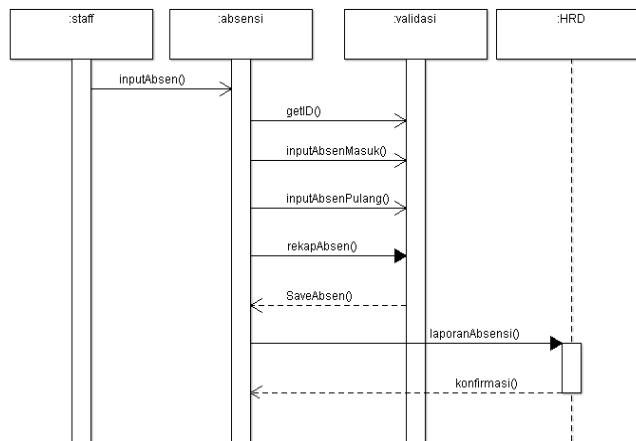 :staff
:absensi
:validasi
:HRD
inputAbsen()
getID()
inputAbsenMasuk()
inputAbsenPulang()
rekapAbsen()
SaveAbsen()
laporanAbsensi()
konfirmasi()